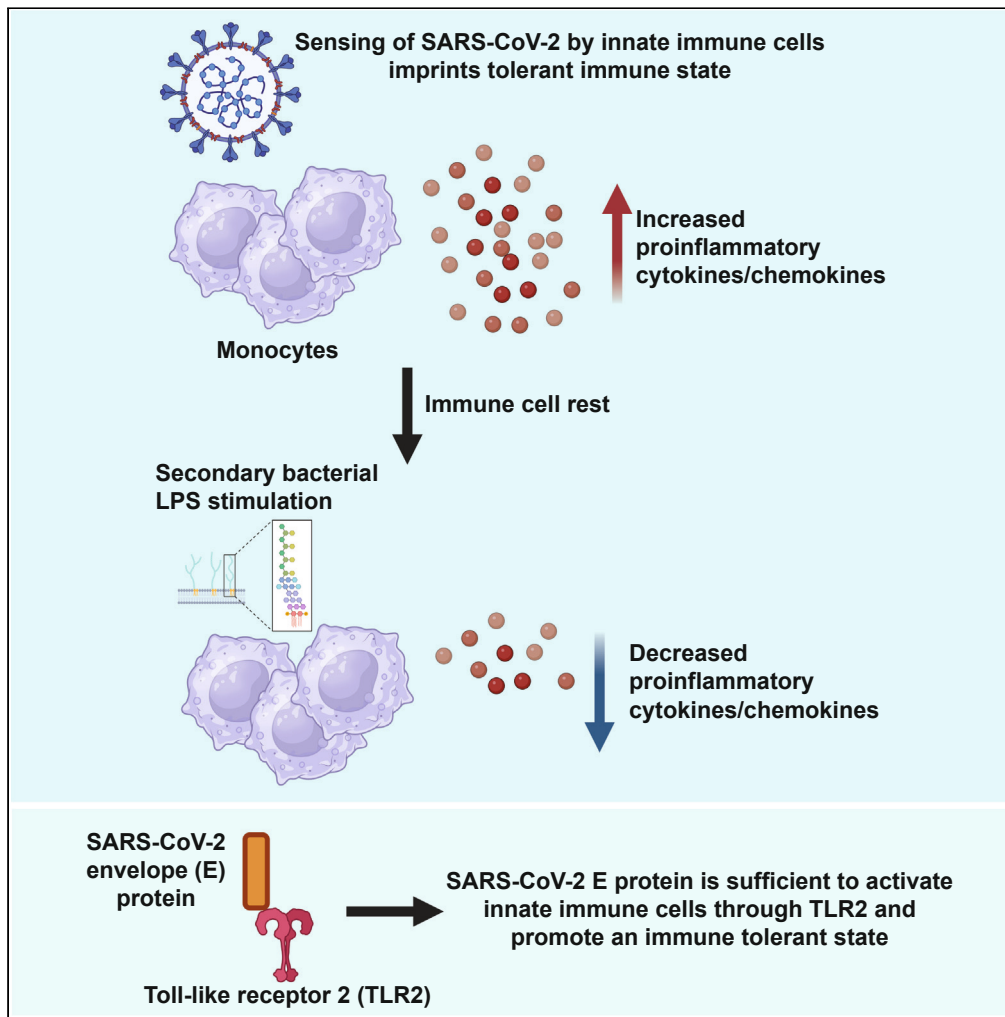 Sensing of SARS-CoV-2 by innate immune cells
imprints tolerant immune state
Increased
proinflammatory
cytokines/chemokines
Monocytes
Immune cell rest
Secondary bacterial
LPS stimulation
Decreased
proinflammatory
cytokines/chemokines
SARS-CoV-2
envelope (E)
protein
SARS-CoV-2 E protein is sufficient to activate
innate immune cells through TLR2 and
promote an immune tolerant state
Toll-like receptor 2 (TLR2)